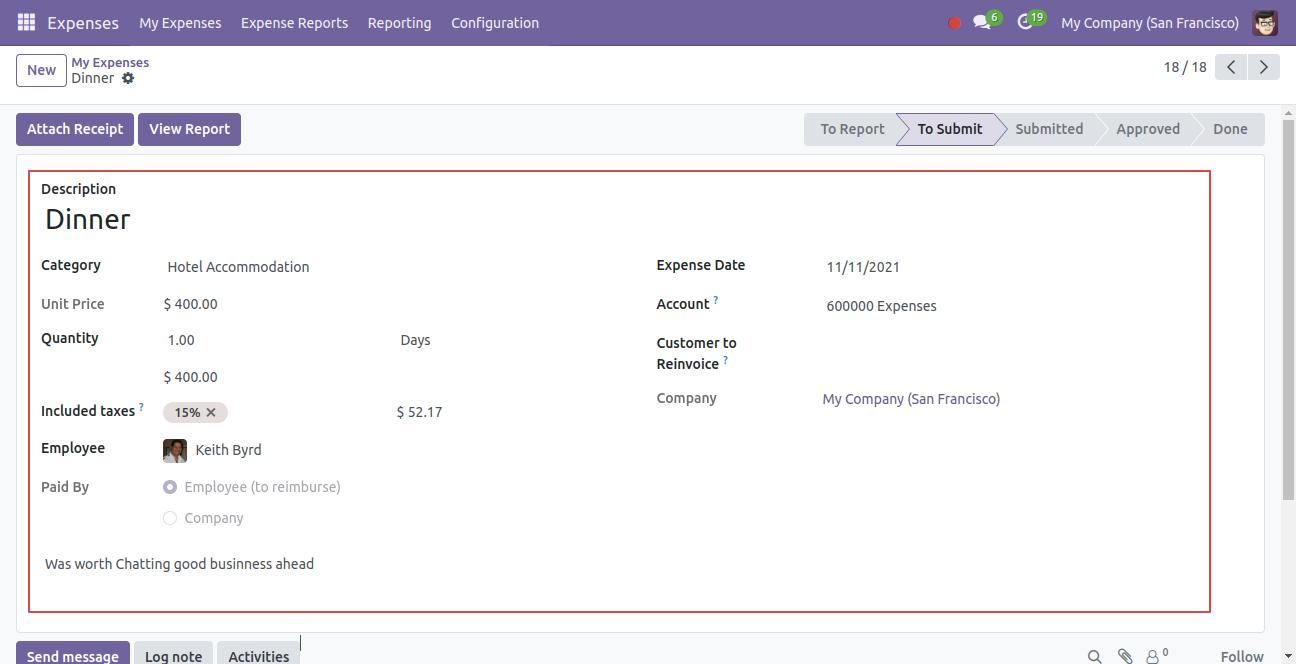 Expenses My Expenses Expense Reports Reporting Configuration 6 19 My Company (San Francisco)
New My Expenses 18 / 18
Dinner
Attach Receipt View Report To Report To Submit Submitted Approved Done
Description
Dinner
Category Hotel Accommodation
Unit Price $ 400.00
Quantity 1.00 Days
$ 400.00
Included taxes ? 15% × $ 52.17
Employee Keith Byrd
Paid By Employee (to reimburse)
Company
Expense Date 11/11/2021
Account ? 600000 Expenses
Customer to
Reinvoice ?
Company My Company (San Francisco)
Was worth Chatting good businness ahead
Send message Log note Activities 0 Follow